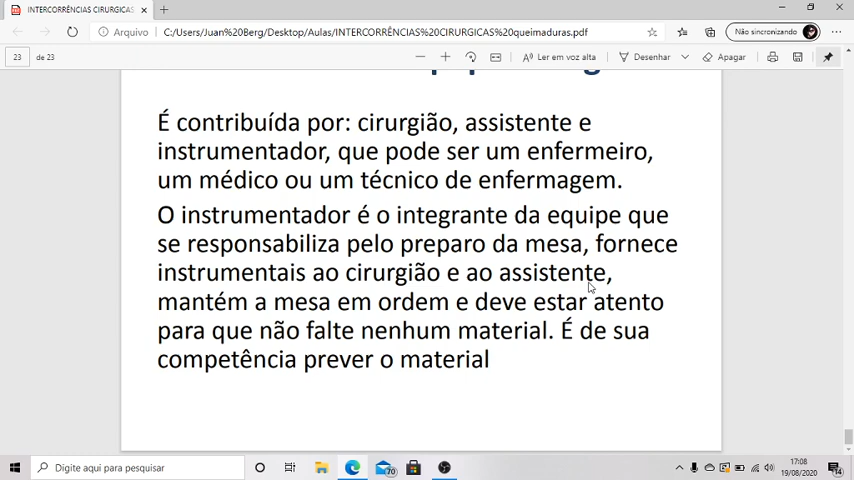 INTERCORRÊNCIAS CIRURGICAS
Arquivo C:/Users/Juan%20Berg/Desktop/Aulas/INTERCORRÊNCIAS%20CIRURGICAS%20queimaduras.pdf Não sincronizando
23 de 23 Ler em voz alta Desenhar Apagar
É contribuída por: cirurgião, assistente e
instrumentador, que pode ser um enfermeiro,
um médico ou um técnico de enfermagem.
O instrumentador é o integrante da equipe que
se responsabiliza pelo preparo da mesa, fornece
instrumentais ao cirurgião e ao assistente,
mantém a mesa em ordem e deve estar atento
para que não falte nenhum material. É de sua
competência prever o material
Digite aqui para pesquisar 70 17:08
19/08/2020 14